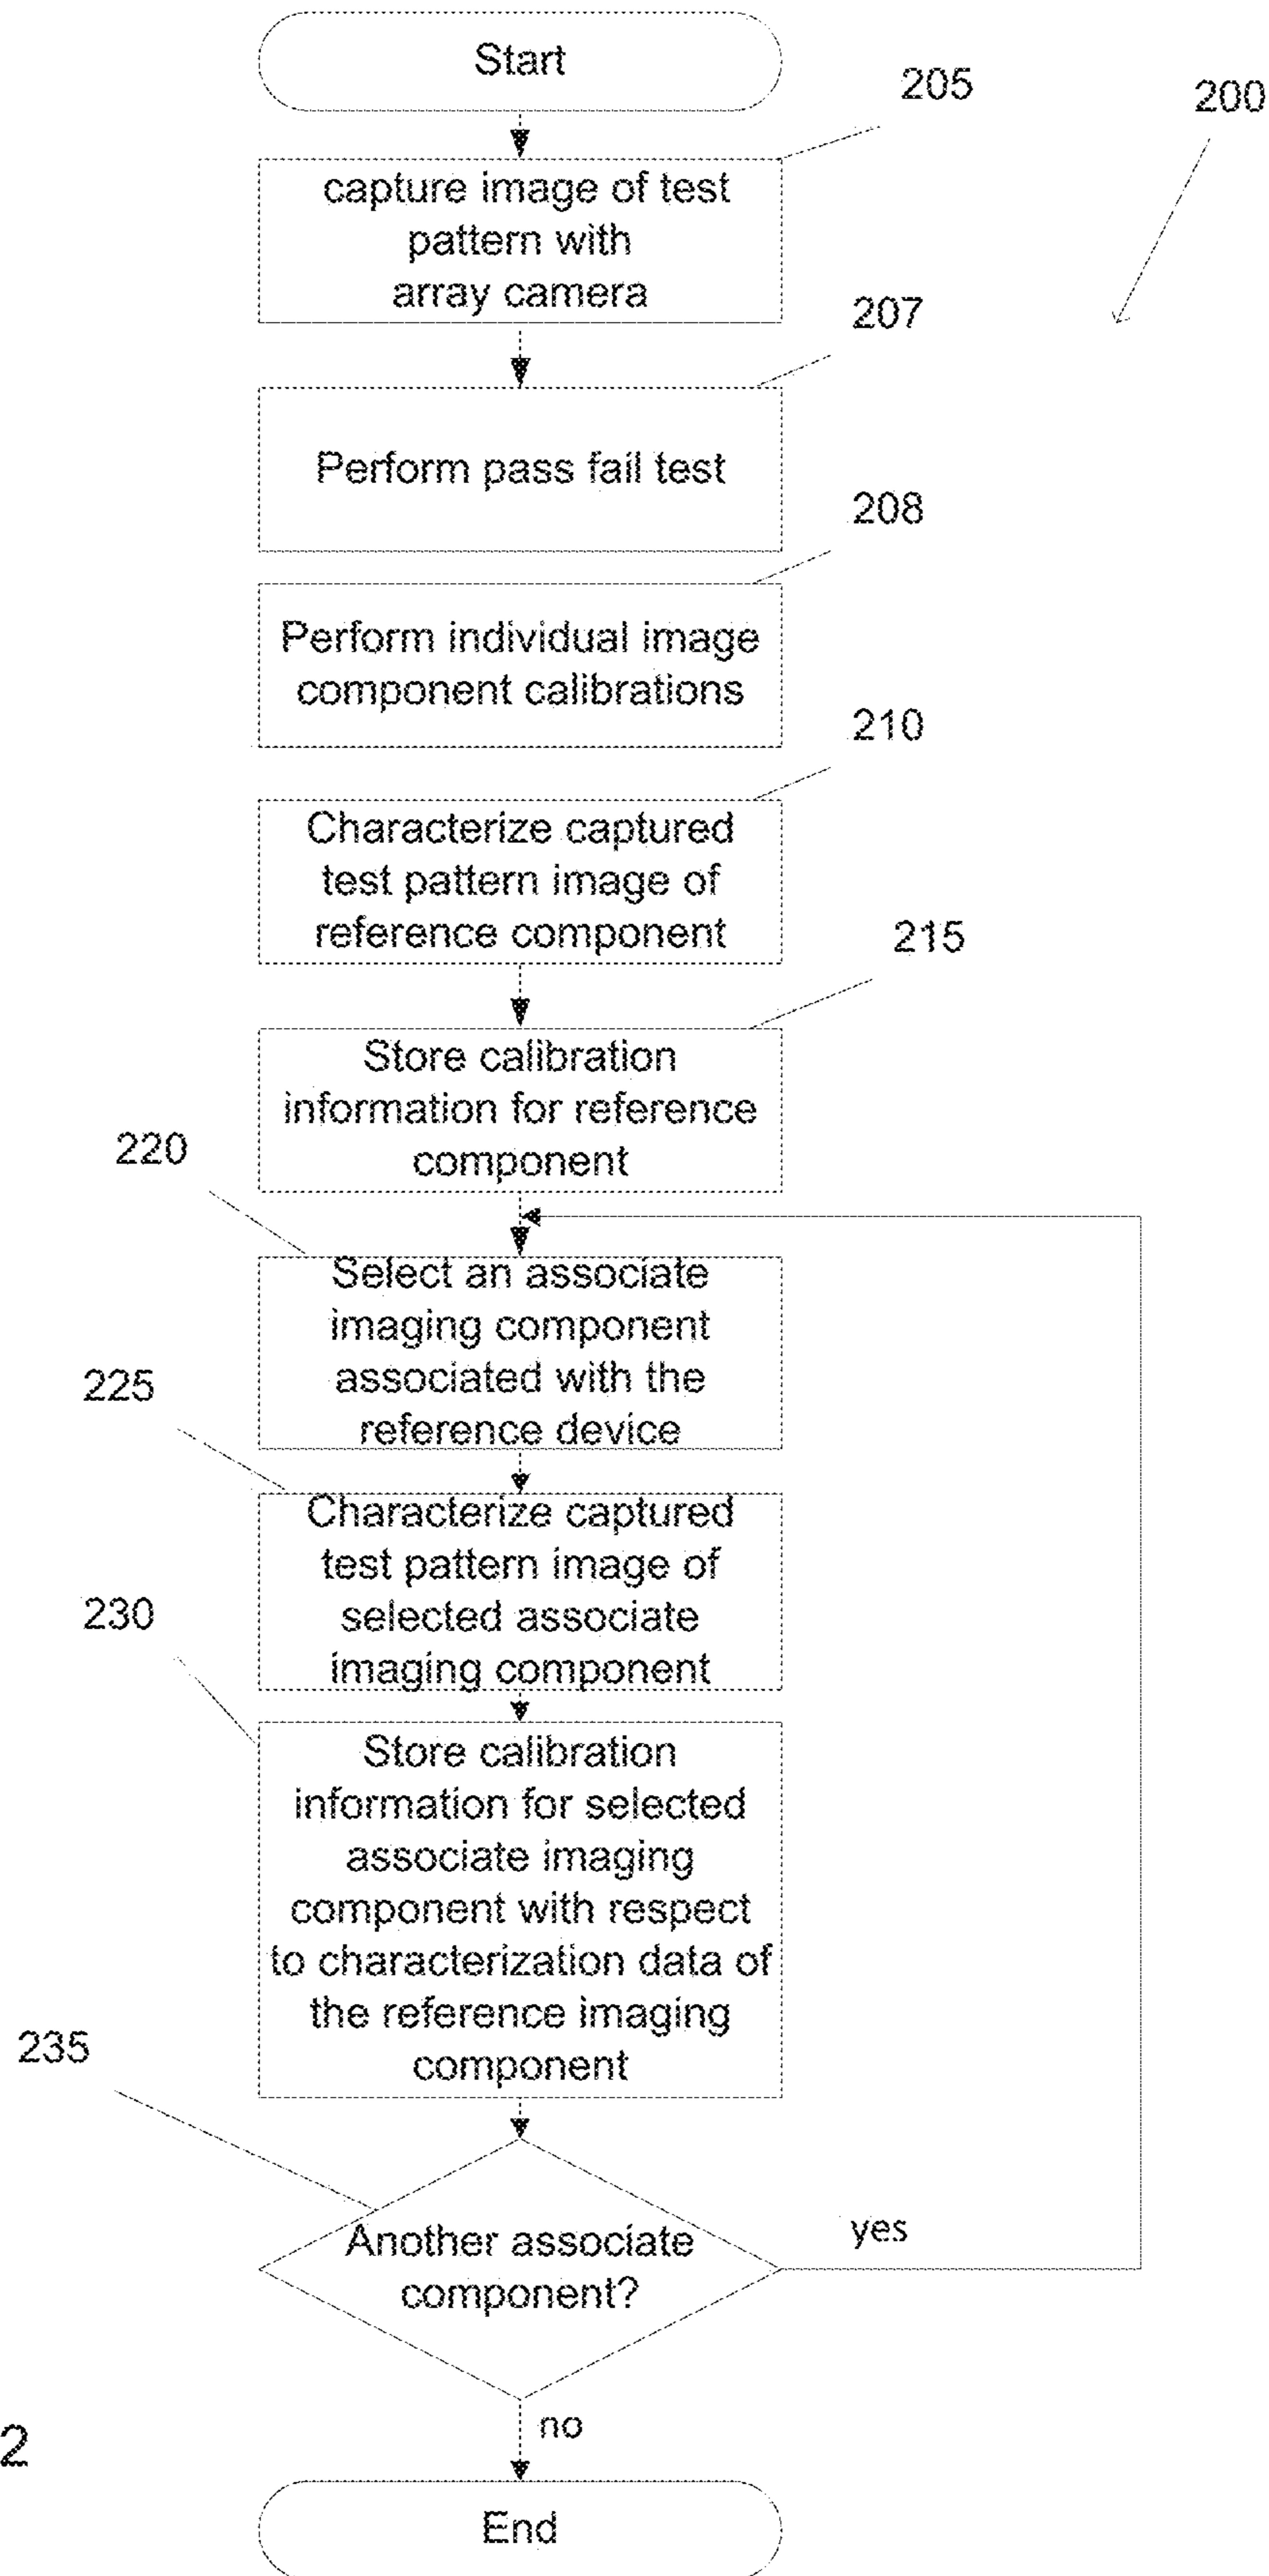 Start
205
200
capture image of test
pattern with
array camera
207
Perform pass fail test
208
Perform individual image
component calibrations
210
Characterize captured
test pattern image of
reference component
215
Store calibration
information for reference
component
220
Select an associate
imaging component
associated with the
reference device
225
Characterize captured
test pattern image of
selected associate
imaging component
230
Store calibration
information for selected
associate imaging
component with respect
to characterization data of
the reference imaging
component
235
Another associate
component?
yes
no
2
End